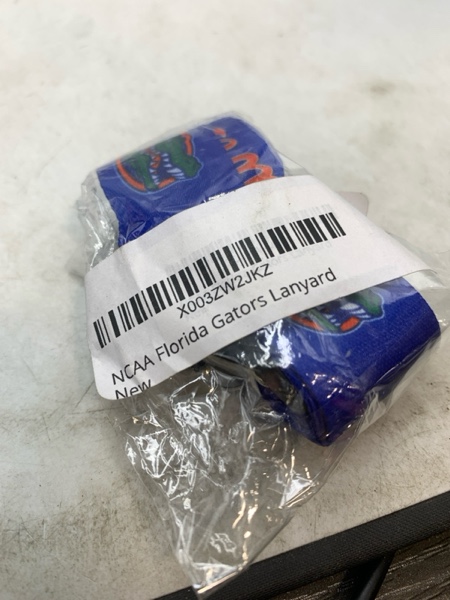 X003ZW2JKZ
NCAA Florida Gators Lanyard
New